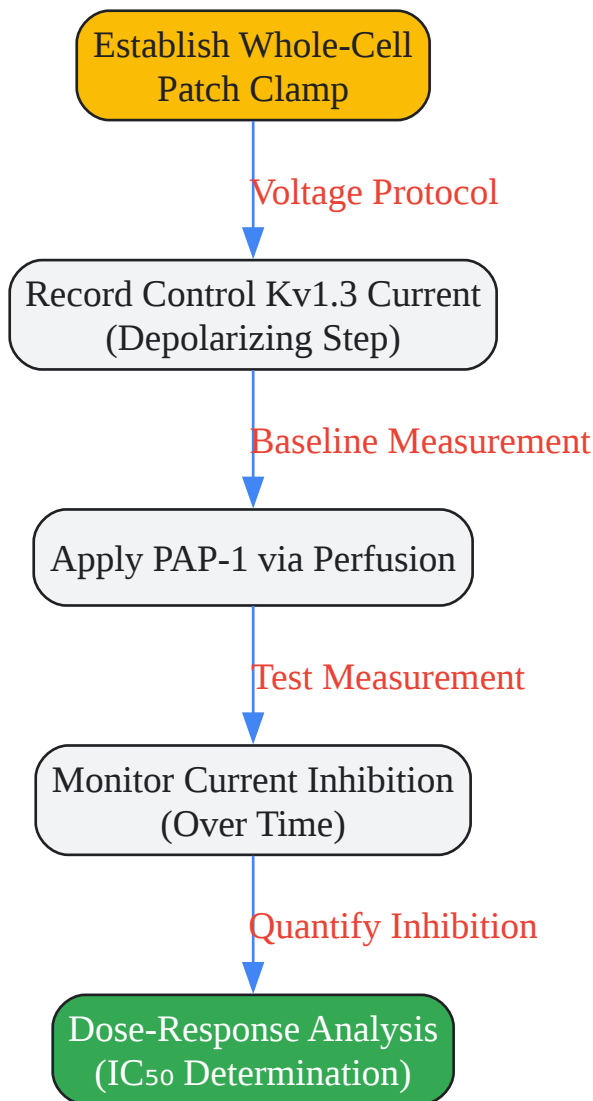 Establish Whole-Cell
Patch Clamp
Voltage Protocol
Record Control Kv1.3 Current
(Depolarizing Step)
Baseline Measurement
Apply PAP-1 via Perfusion
Test Measurement
Monitor Current Inhibition
(Over Time)
Quantify Inhibition
Dose-Response Analysis
(IC₅₀ Determination)